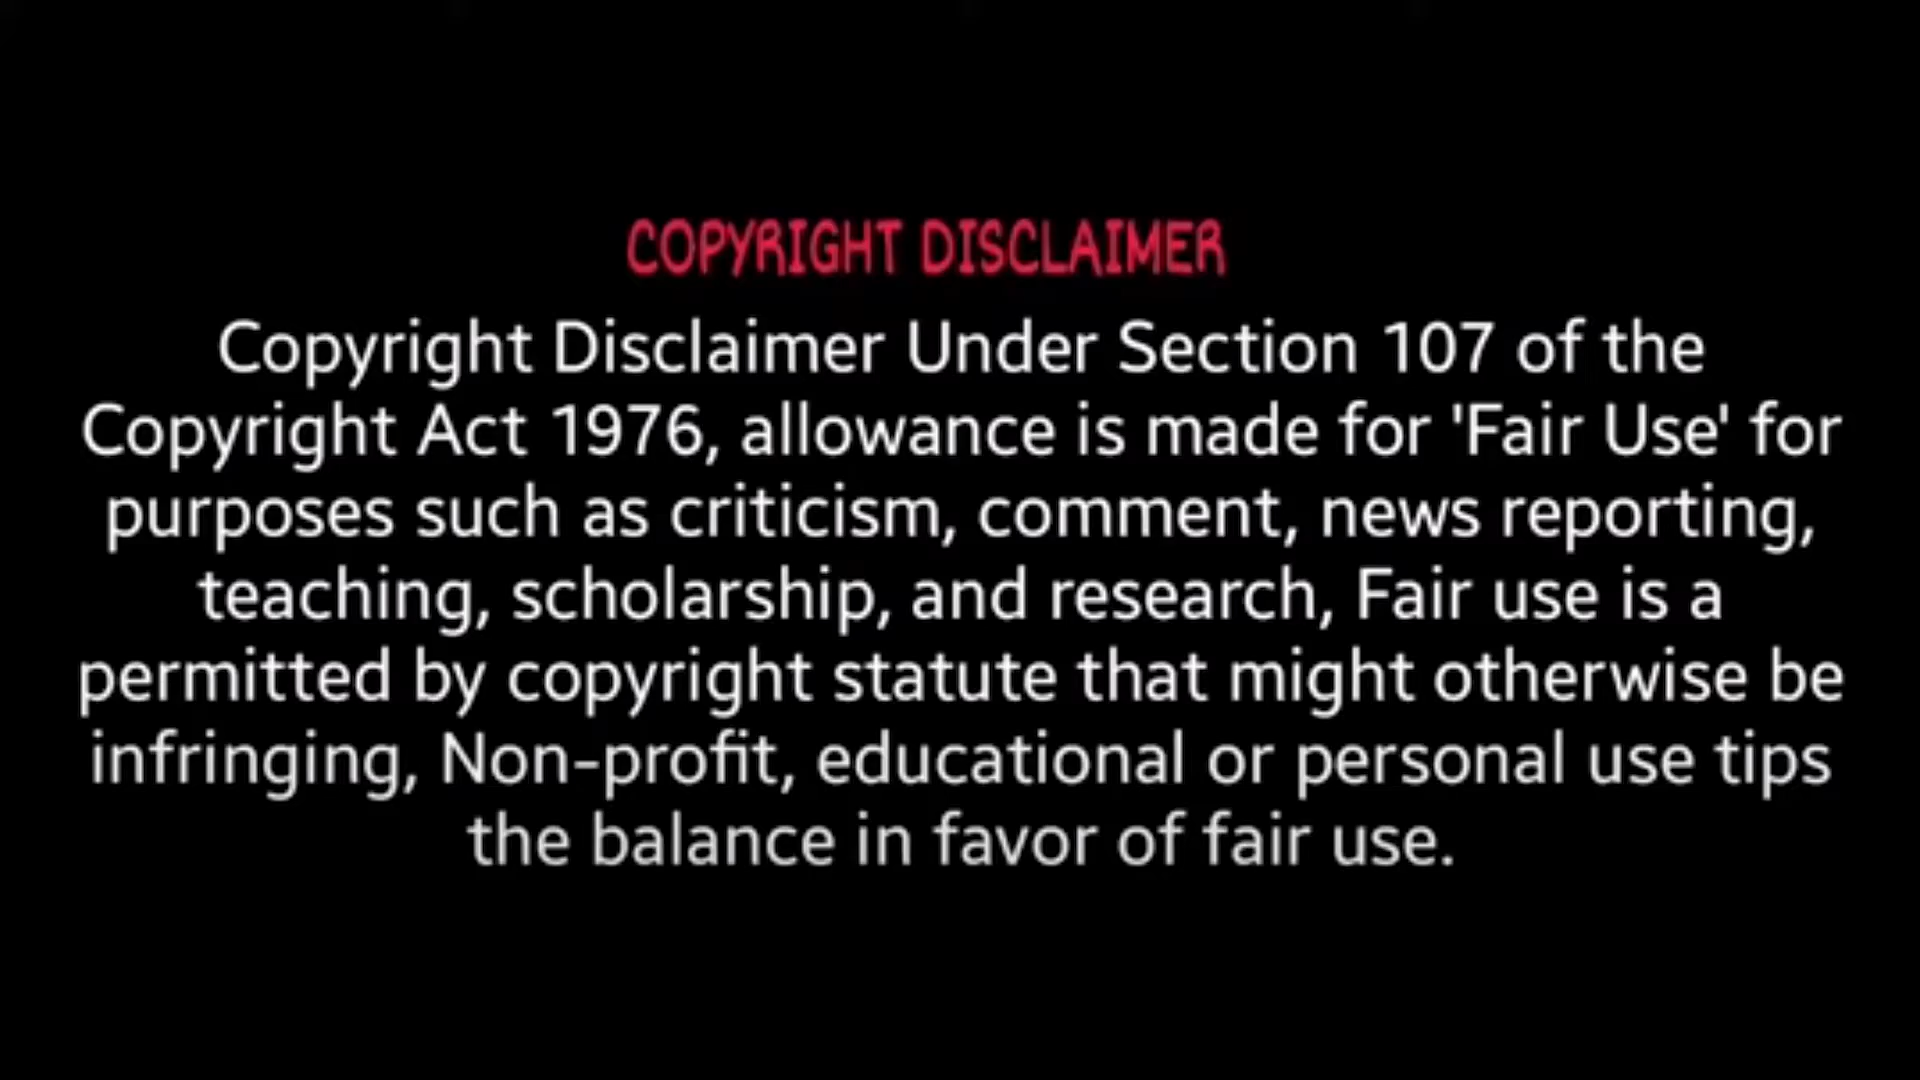 COPYRIGHT DISCLAIMER
Copyright Disclaimer Under Section 107 of the
Copyright Act 1976, allowance is made for 'Fair Use' for
purposes such as criticism, comment, news reporting,
teaching, scholarship, and research, Fair use is a
permitted by copyright statute that might otherwise be
infringing, Non-profit, educational or personal use tips
the balance in favor of fair use.